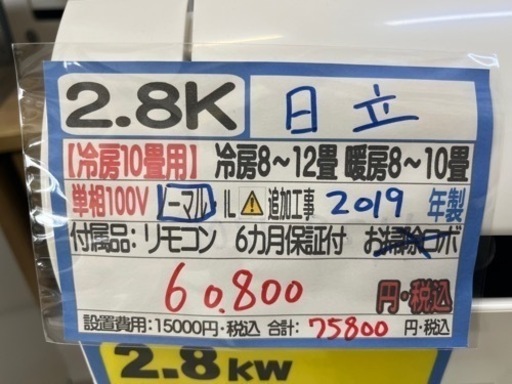 2.8K 日立
【冷房10畳用】 冷房8～12畳 暖房8～10畳
単相100V ノーマル・IL ⚠ 追加工事 2019 年製
付属品：リモコン 6カ月保証付 お掃除ロボ
60.800 円・税込
設置費用：15000円・税込 合計：75800 円・税込
2.8kw